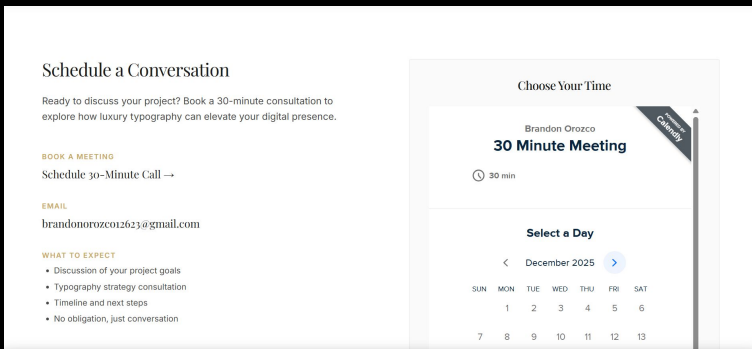 Schedule a Conversation
Ready to discuss your project? Book a 30-minute consultation to
explore how luxury typography can elevate your digital presence.
BOOK A MEETING
Schedule 30-Minute Call →
EMAIL
brandonorozco12623@gmail.com
WHAT TO EXPECT
• Discussion of your project goals
• Typography strategy consultation
• Timeline and next steps
• No obligation, just conversation
Choose Your Time
POWERED BY
Calendly
Brandon Orozco
30 Minute Meeting
30 min
Select a Day
December 2025
SUN MON TUE WED THU FRI SAT
1 2 3 4 5 6
7 8 9 10 11 12 13